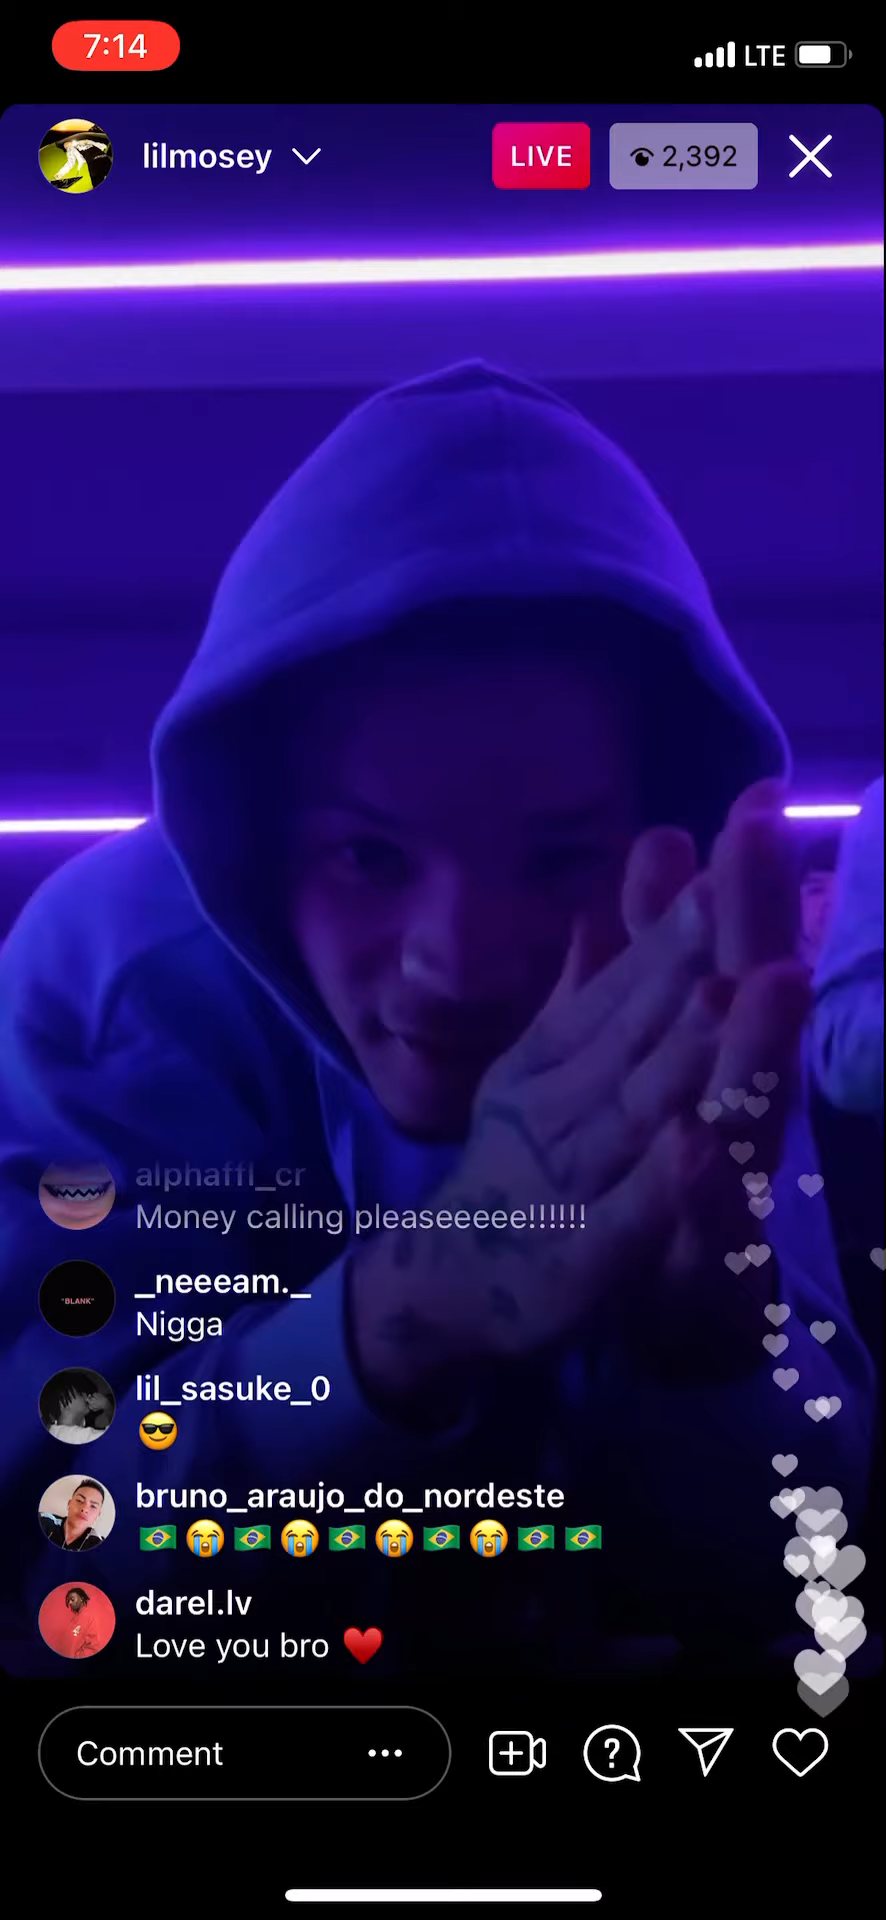 7:14
LTE
lilmosey
LIVE
2,392
alphaffl_cr
Money calling pleaseeeee!!!!!!
"BLANK"
_neeeam._
Nigga
lil_sasuke_0
😎
bruno_araujo_do_nordeste
🇧🇷😭🇧🇷😭🇧🇷😭🇧🇷😭🇧🇷🇧🇷
darel.lv
Love you bro ❤️
Comment